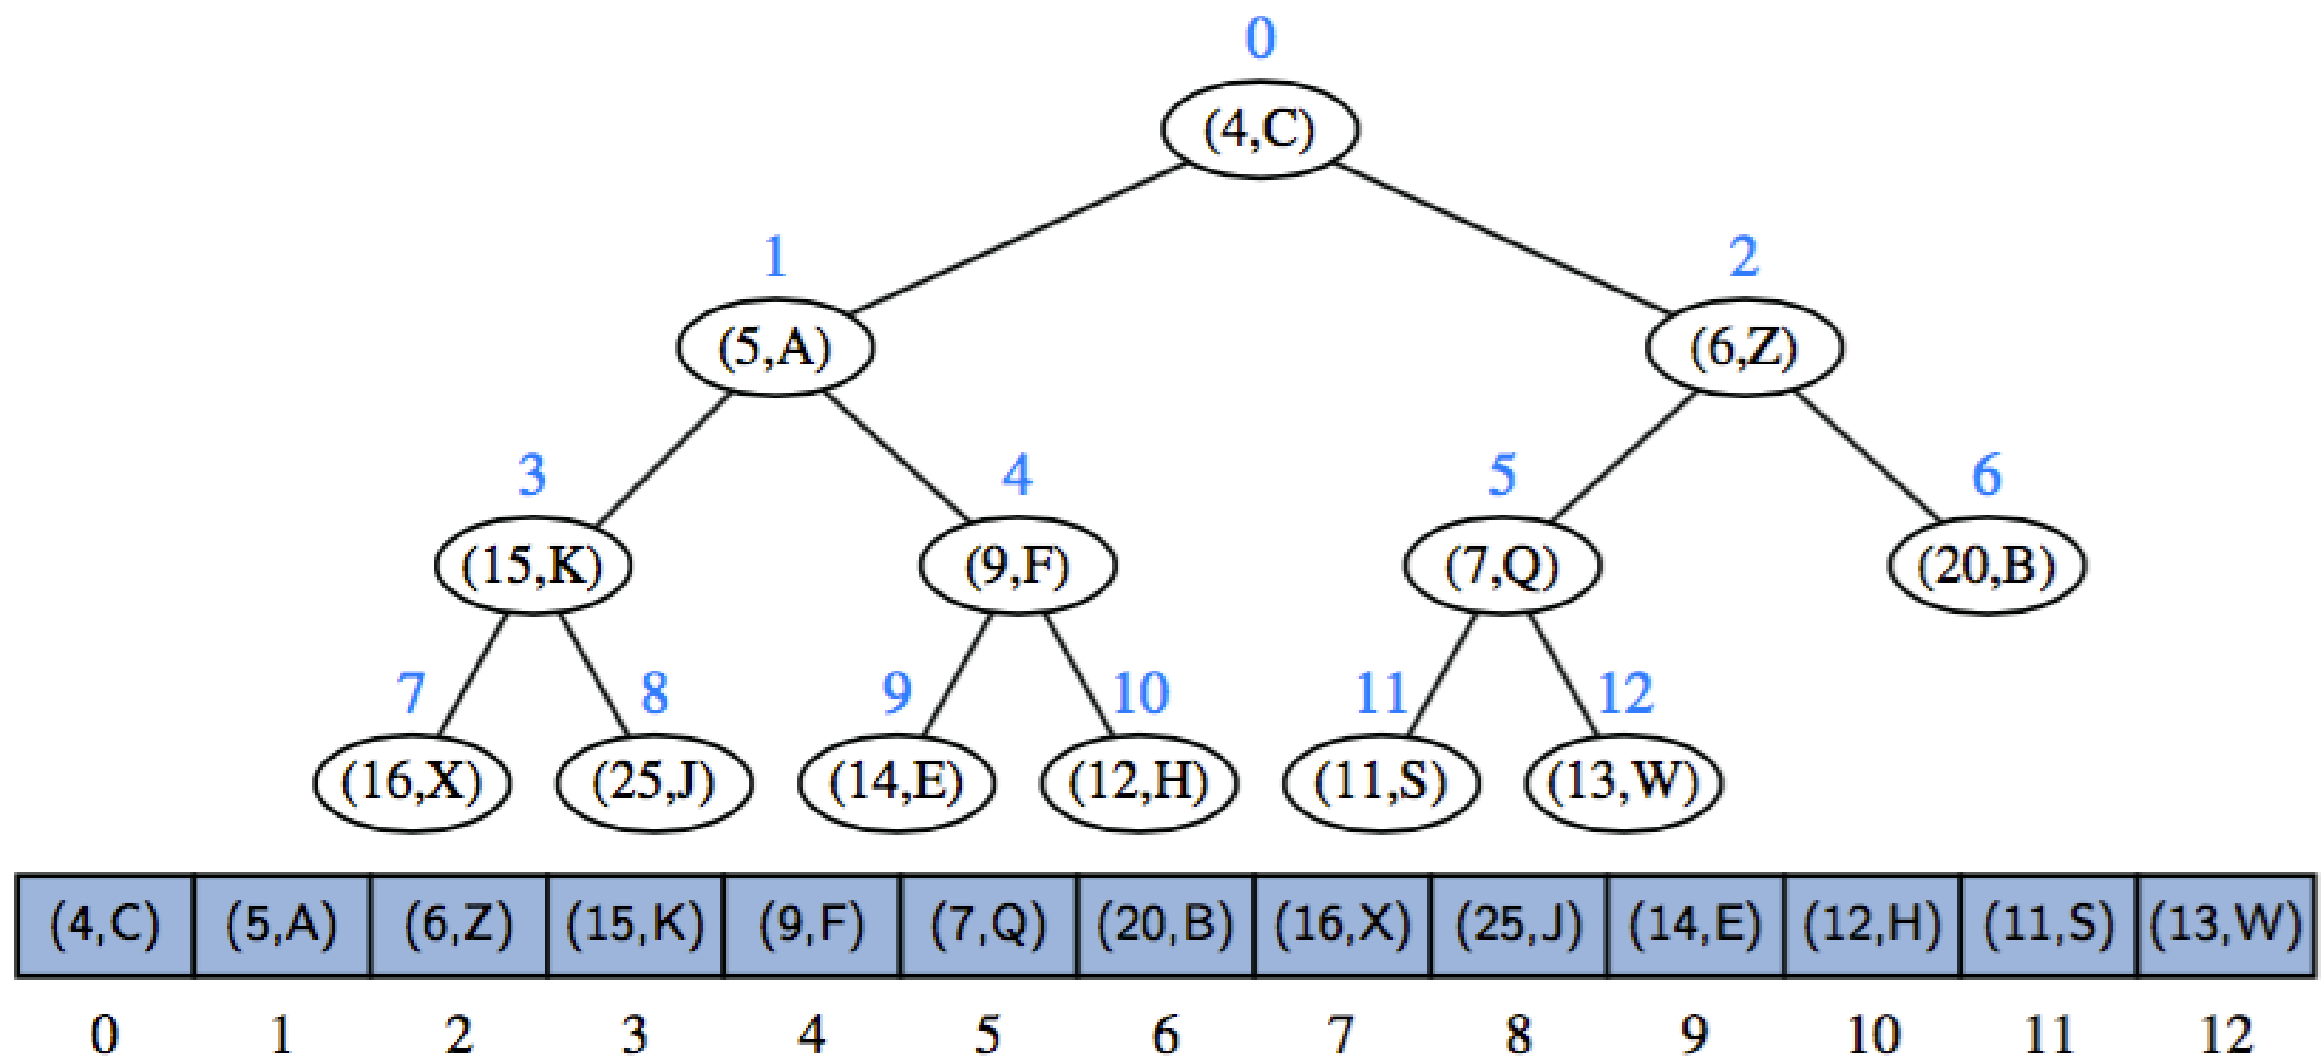 0
(4,C)
1 2
(5,A) (6,Z)
3 4 5 6
(15,K) (9,F) (7,Q) (20,B)
7 8 9 10 11 12
(16,X) (25,J) (14,E) (12,H) (11,S) (13,W)
(4,C) (5,A) (6,Z) (15,K) (9,F) (7,Q) (20,B) (16,X) (25,J) (14,E) (12,H) (11,S) (13,W)
0 1 2 3 4 5 6 7 8 9 10 11 12